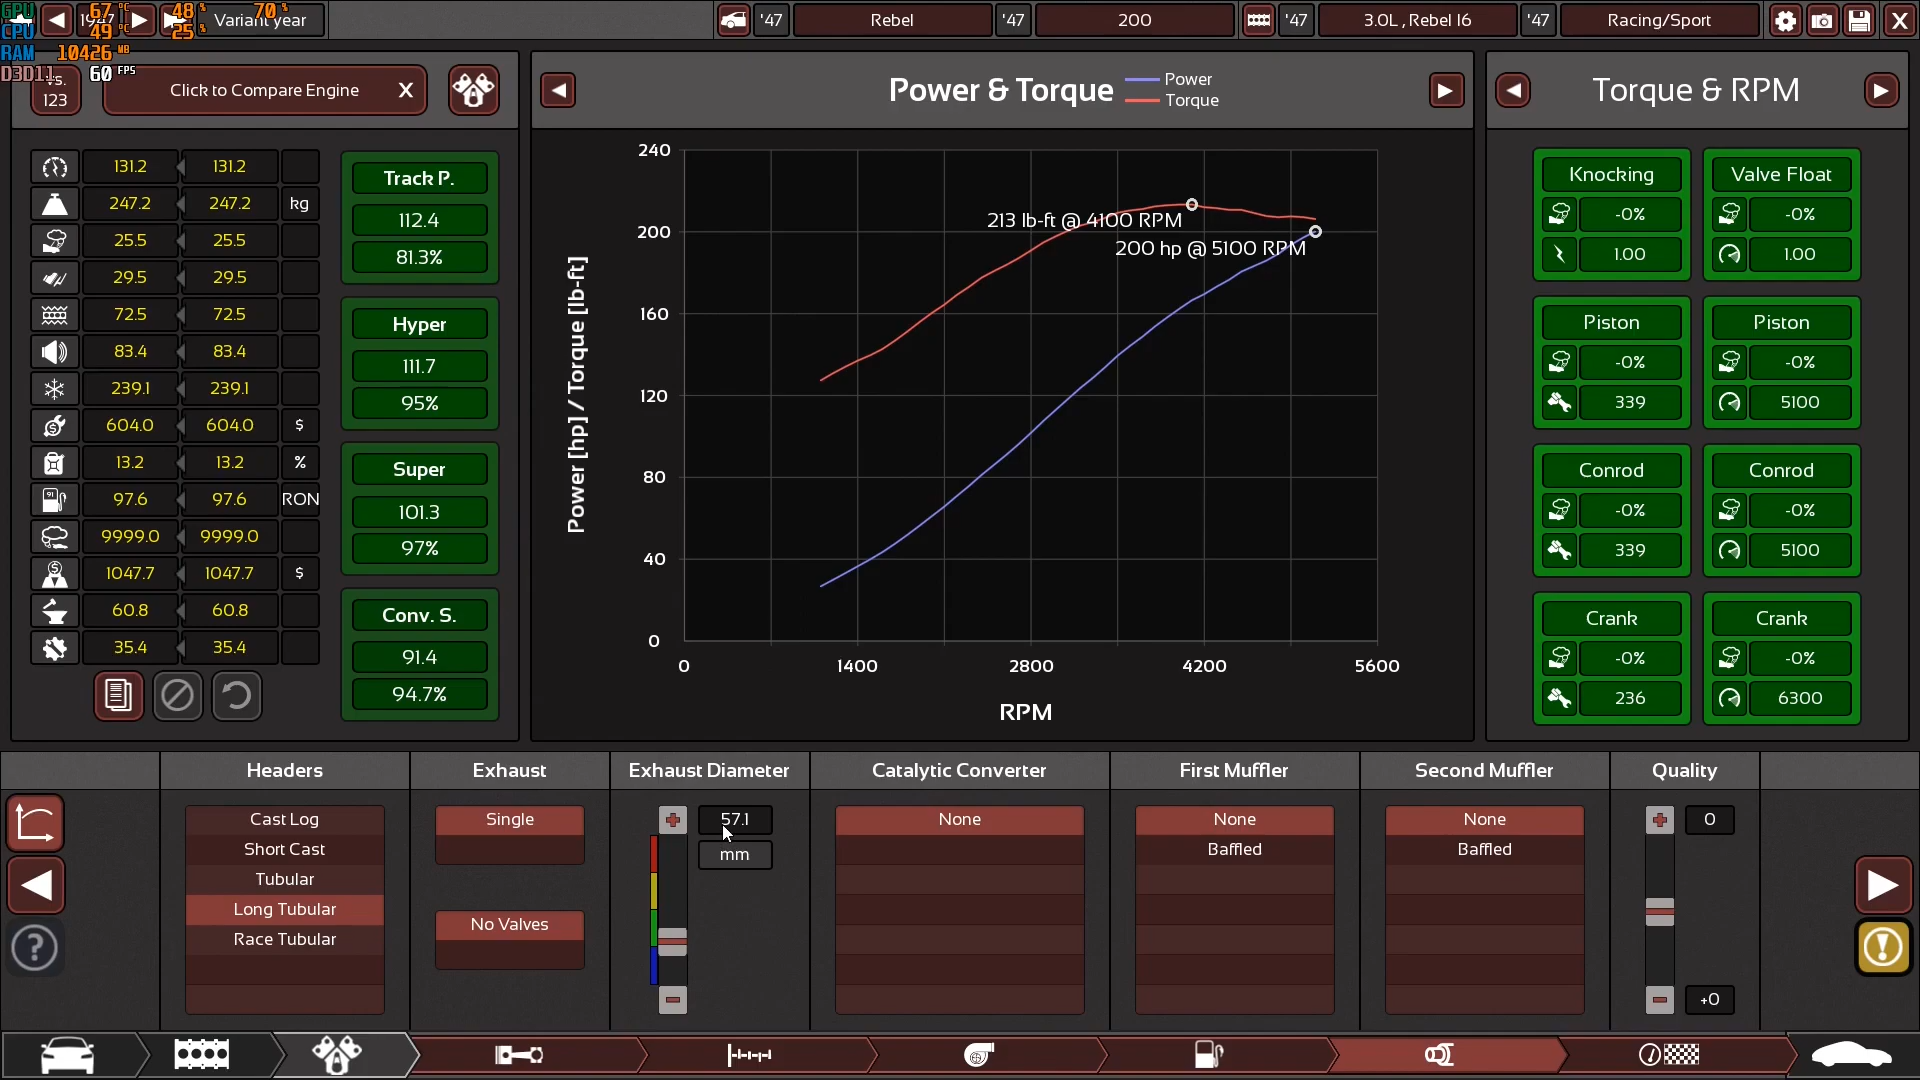 GPU 67 °C 48 % 70 %
CPU 49 °C 25 %
RAM 10426 MB
D3D11 60 FPS
Variant year
'47 Rebel '47 200 '47 3.0L , Rebel I6 '47 Racing/Sport X
vs. 123
Click to Compare Engine X
Power & Torque
Power
Torque
Torque & RPM
131.2 131.2
247.2 247.2 kg
25.5 25.5
29.5 29.5
72.5 72.5
83.4 83.4
239.1 239.1
604.0 604.0 $
13.2 13.2 %
97.6 97.6 RON
9999.0 9999.0
1047.7 1047.7 $
60.8 60.8
35.4 35.4
Track P.
112.4
81.3%
Hyper
111.7
95%
Super
101.3
97%
Conv. S.
91.4
94.7%
Power [hp] / Torque [lb-ft]
240
200
160
120
80
40
0
213 lb-ft @ 4100 RPM
200 hp @ 5100 RPM
0 1400 2800 4200 5600
RPM
Knocking Valve Float
-0% -0%
1.00 1.00
Piston Piston
-0% -0%
339 5100
Conrod Conrod
-0% -0%
339 5100
Crank Crank
-0% -0%
236 6300
Headers
Cast Log
Short Cast
Tubular
Long Tubular
Race Tubular
Exhaust
Single
No Valves
Exhaust Diameter
57.1
mm
Catalytic Converter
None
First Muffler
None
Baffled
Second Muffler
None
Baffled
Quality
0
+0